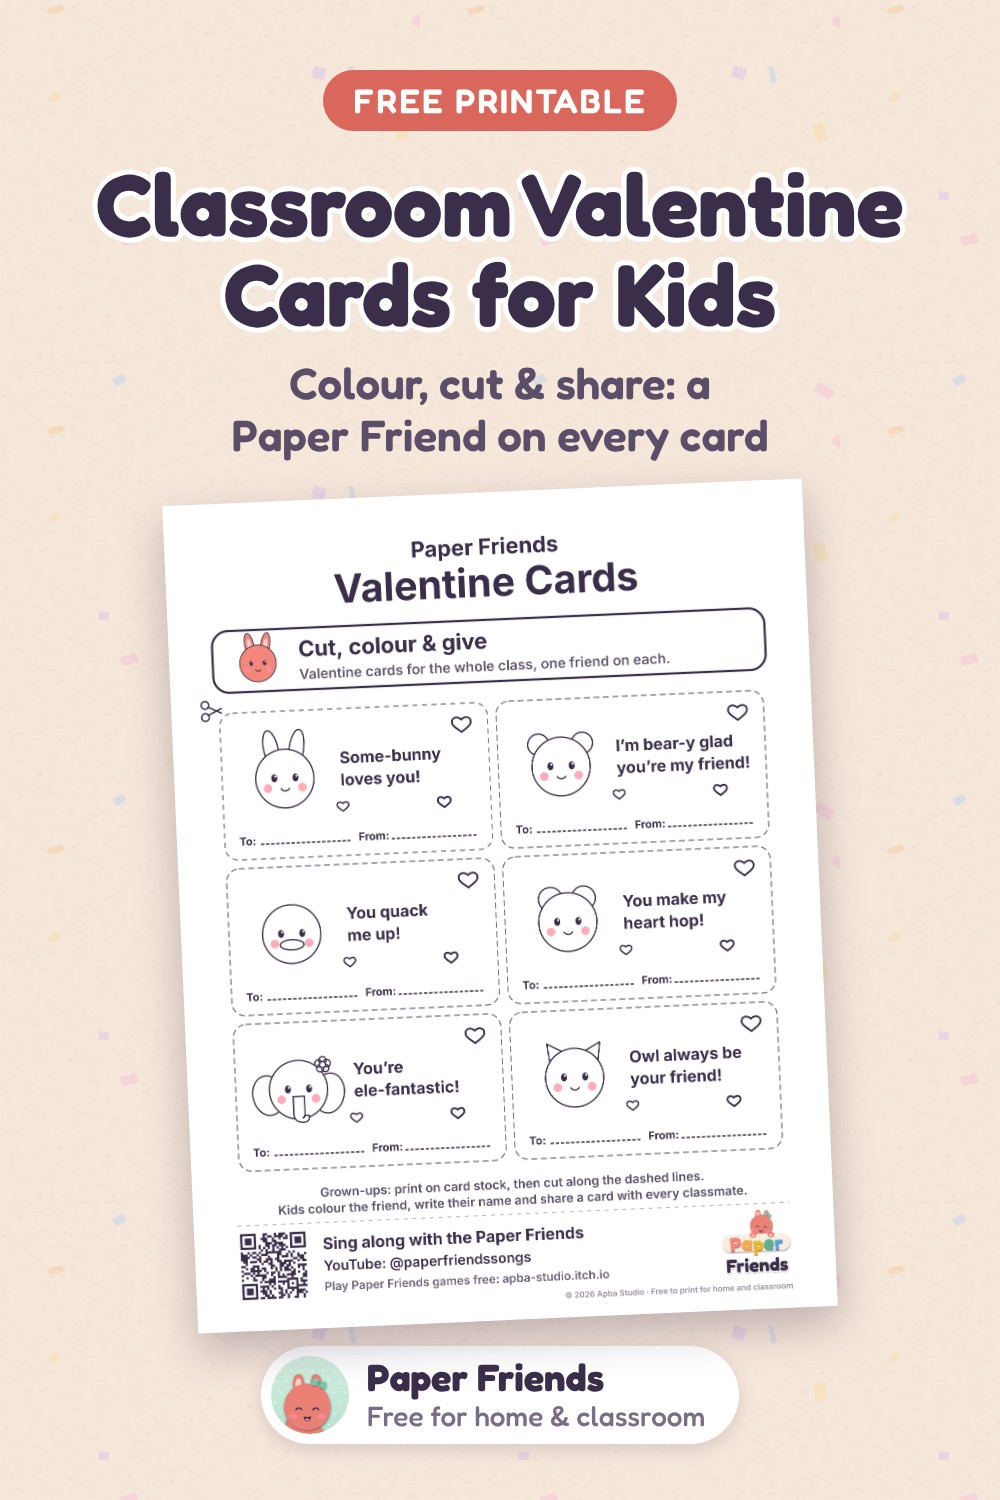 FREE PRINTABLE
Classroom Valentine
Cards for Kids
Colour, cut & share: a
Paper Friend on every card
Paper Friends
Valentine Cards
Cut, colour & give
Valentine cards for the whole class, one friend on each.
Some-bunny
loves you!
To: From:
I'm bear-y glad
you're my friend!
To: From:
You quack
me up!
To: From:
You make my
heart hop!
To: From:
You're
ele-fantastic!
To: From:
Owl always be
your friend!
To: From:
Grown-ups: print on card stock, then cut along the dashed lines.
Kids colour the friend, write their name and share a card with every classmate.
Sing along with the Paper Friends
YouTube: @paperfriendssongs
Play Paper Friends games free: apba-studio.itch.io
Paper
Friends
© 2026 Apba Studio · Free to print for home and classroom
Paper Friends
Free for home & classroom